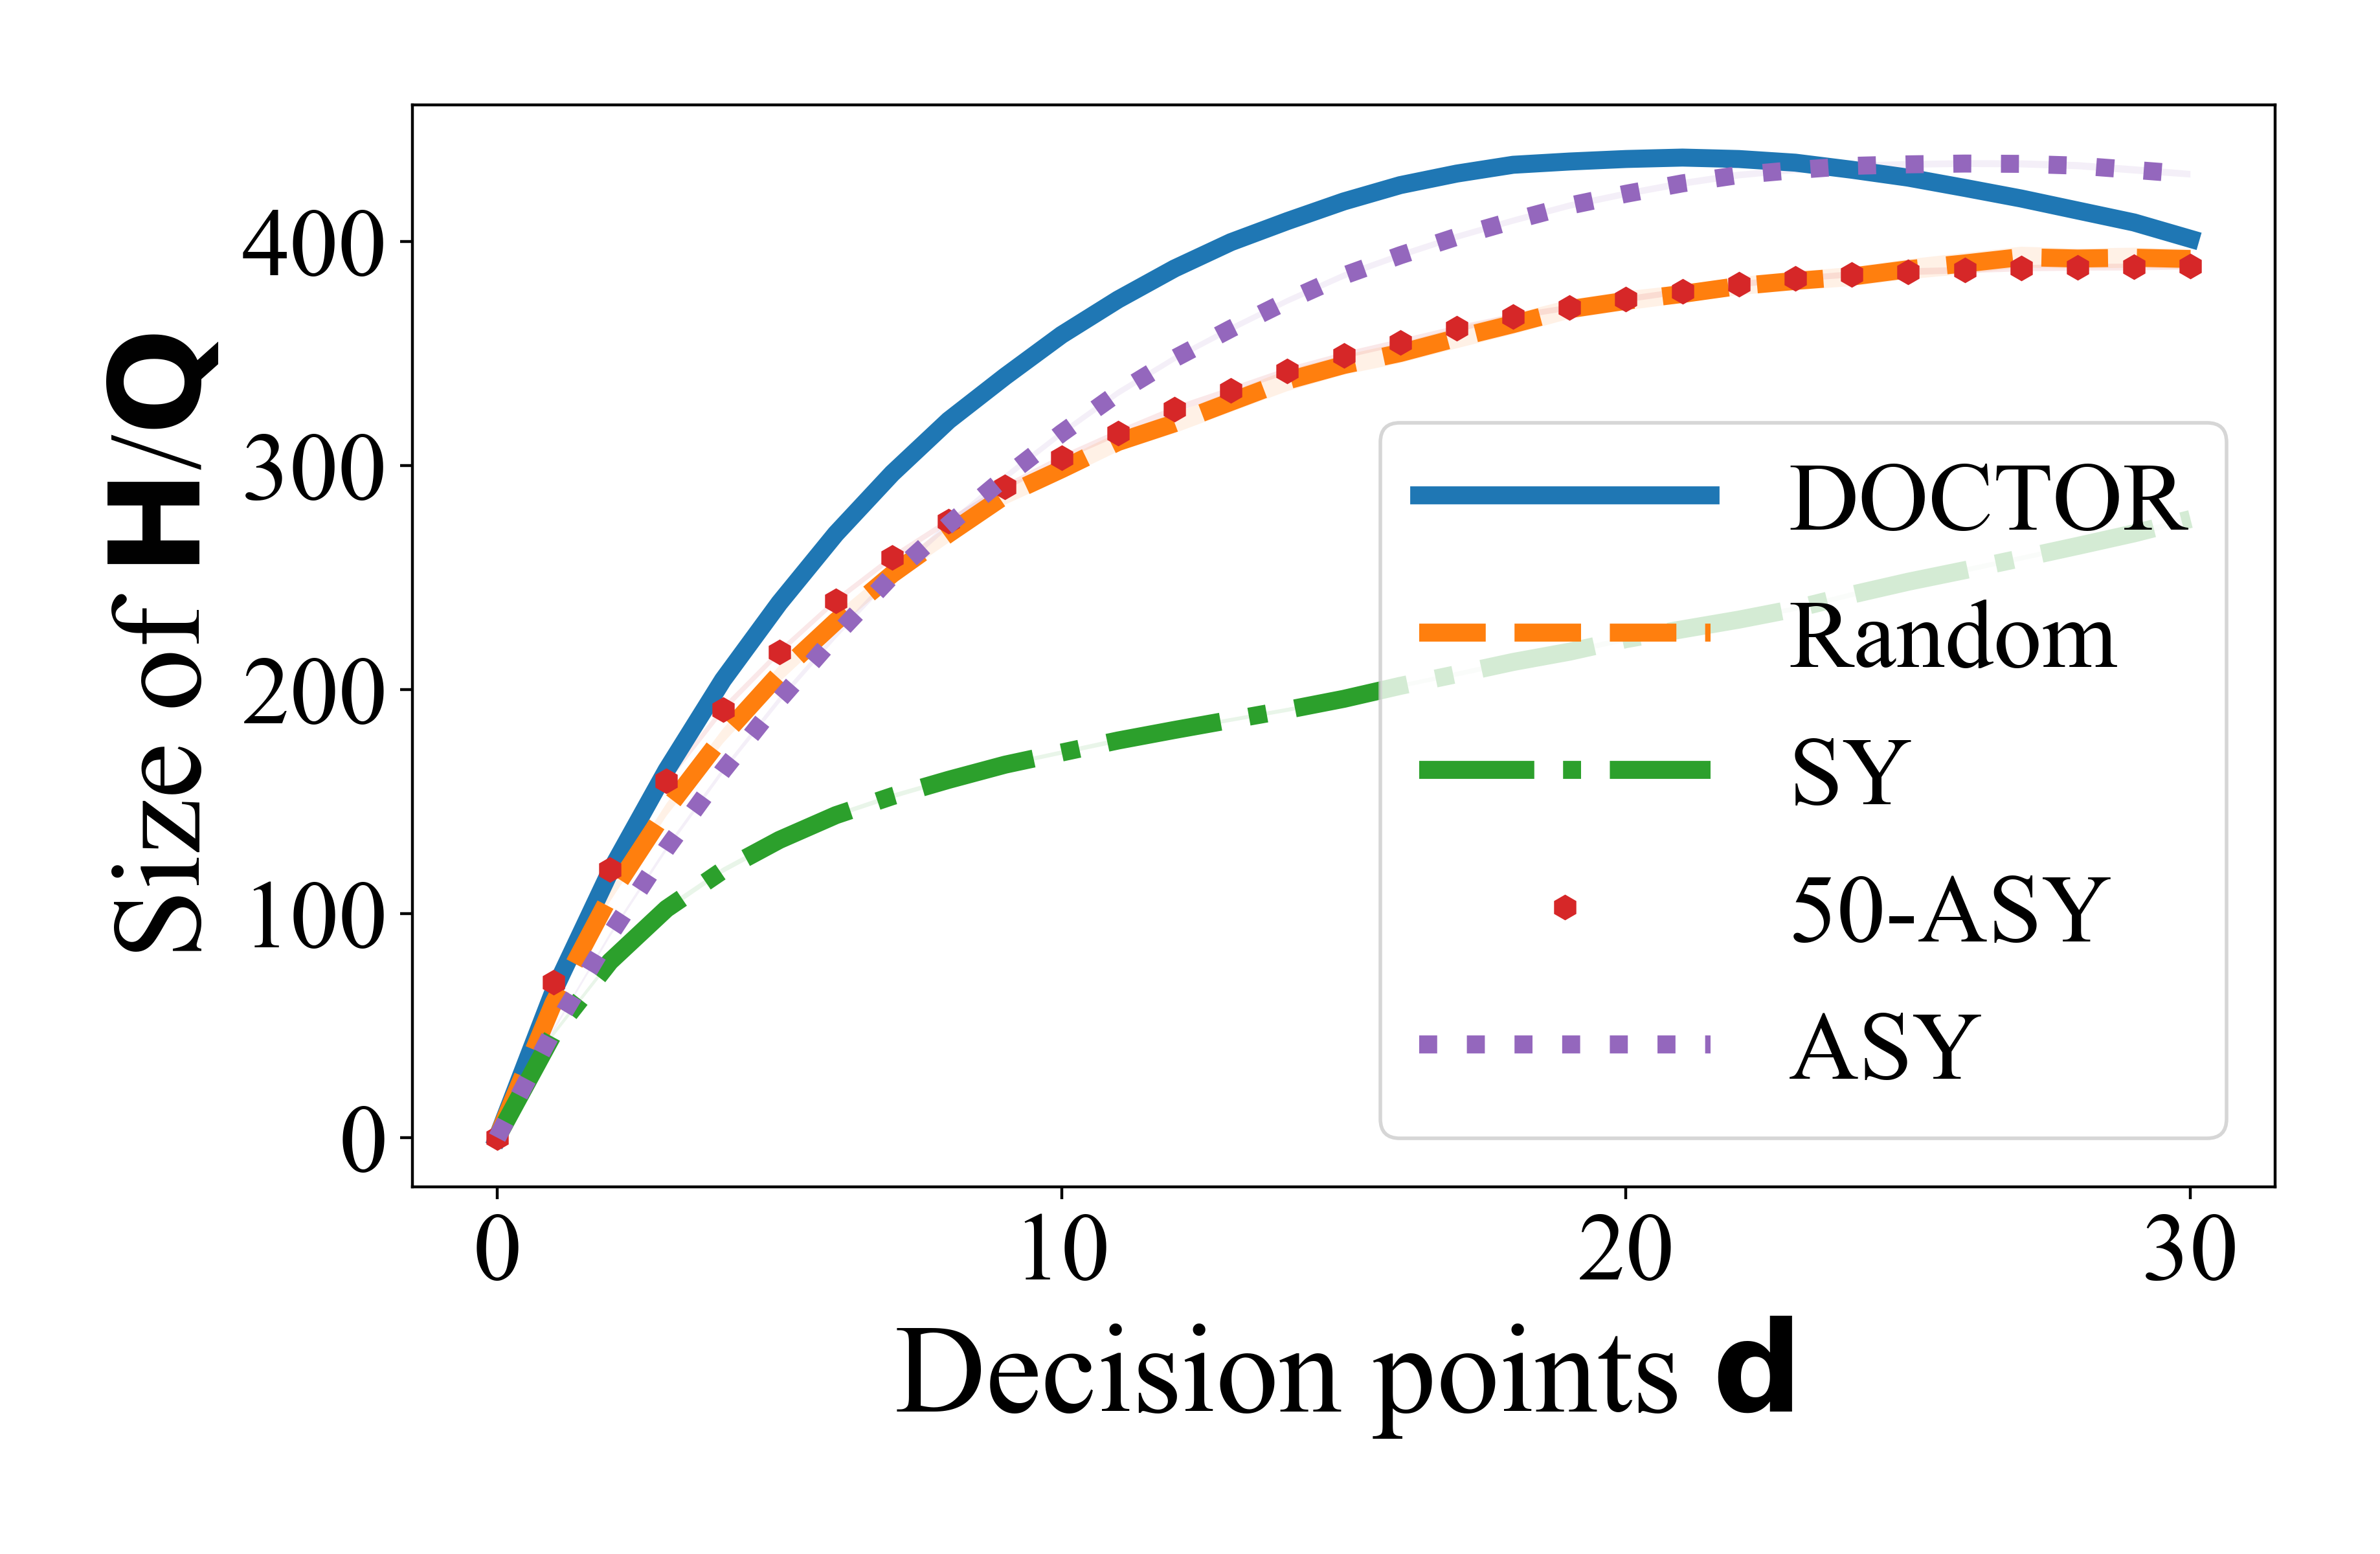 Size of H/Q
400
300
200
100
0
0 10 20 30
Decision points d
DOCTOR
Random
SY
50-ASY
ASY